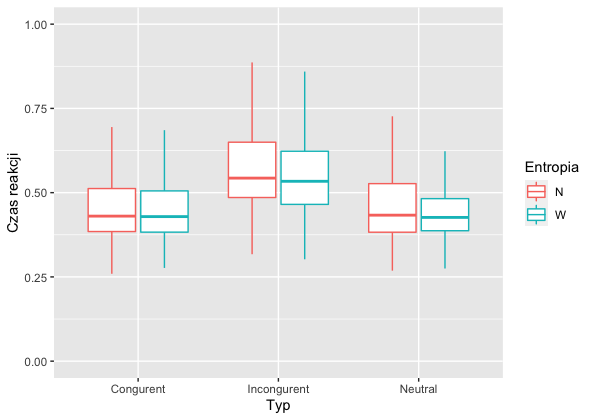 1.00
0.75
0.50
0.25
0.00
Czas reakcji
Congurent
Incongurent
Neutral
Typ
Entropia
N
W